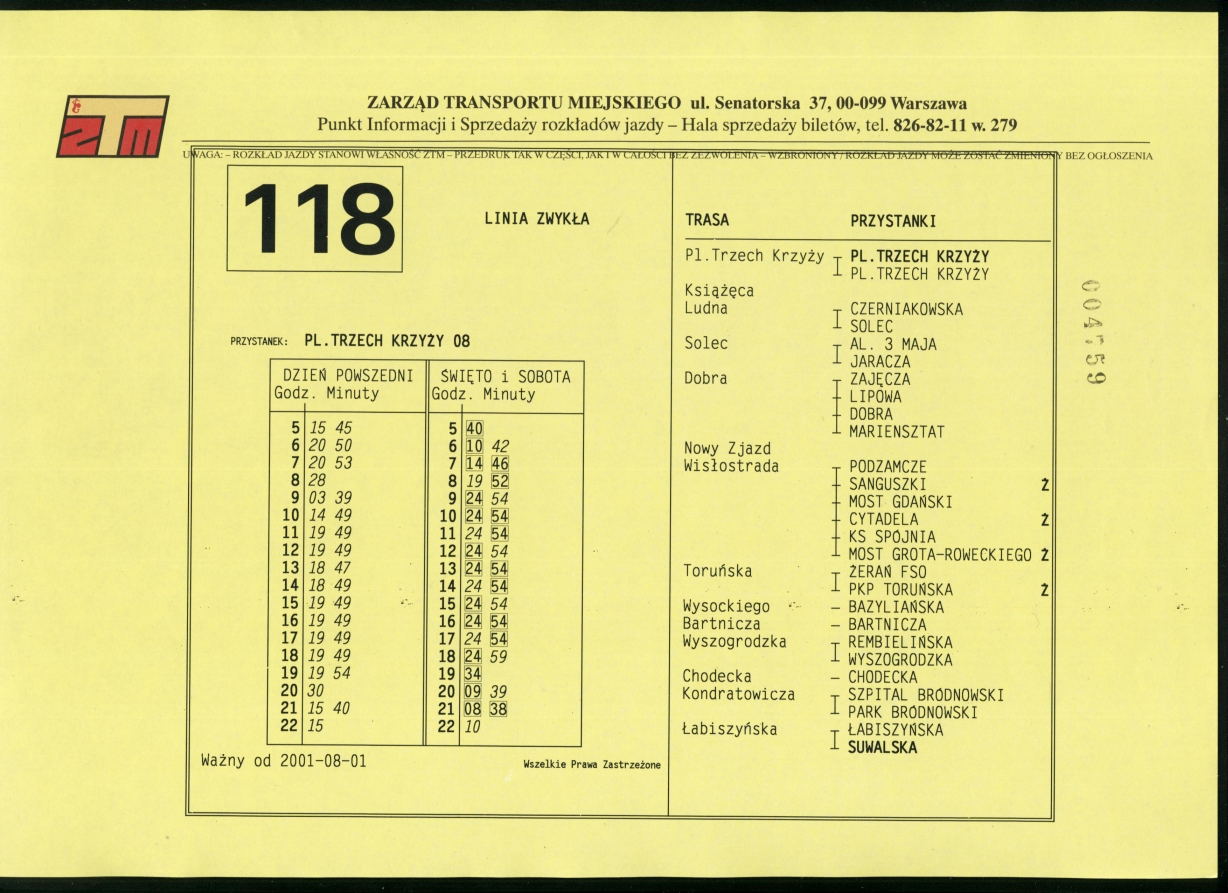 ZTM
ZARZĄD TRANSPORTU MIEJSKIEGO ul. Senatorska 37, 00-099 Warszawa
Punkt Informacji i Sprzedaży rozkładów jazdy – Hala sprzedaży biletów, tel. 826-82-11 w. 279
UWAGA: – ROZKŁAD JAZDY STANOWI WŁASNOŚĆ ZTM – PRZEDRUK TAK W CZĘŚCI, JAK I W CAŁOŚCI BEZ ZEZWOLENIA – WZBRONIONY / ROZKŁAD JAZDY MOŻE ZOSTAĆ ZMIENIONY BEZ OGŁOSZENIA
118
LINIA ZWYKŁA
PRZYSTANEK: PL.TRZECH KRZYŻY 08
DZIEŃ POWSZEDNI ŚWIĘTO i SOBOTA
Godz. Minuty Godz. Minuty
5 15 45 5 40
6 20 50 6 10 42
7 20 53 7 14 46
8 28 8 19 52
9 03 39 9 24 54
10 14 49 10 24 54
11 19 49 11 24 54
12 19 49 12 24 54
13 18 47 13 24 54
14 18 49 14 24 54
15 19 49 15 24 54
16 19 49 16 24 54
17 19 49 17 24 54
18 19 49 18 24 59
19 19 54 19 34
20 30 20 09 39
21 15 40 21 08 38
22 15 22 10
Ważny od 2001-08-01
Wszelkie Prawa Zastrzeżone
TRASA PRZYSTANKI
Pl.Trzech Krzyży PL.TRZECH KRZYŻY
PL.TRZECH KRZYŻY
Książęca
Ludna CZERNIAKOWSKA
SOLEC
Solec AL. 3 MAJA
JARACZA
Dobra ZAJĘCZA
LIPOWA
DOBRA
MARIENSZTAT
Nowy Zjazd
Wisłostrada PODZAMCZE
SANGUSZKI Ż
MOST GDAŃSKI
CYTADELA Ż
KS SPÓJNIA
MOST GROTA-ROWECKIEGO Ż
Toruńska ŻERAŃ FSO
PKP TORUŃSKA Ż
Wysockiego – BAZYLIAŃSKA
Bartnicza – BARTNICZA
Wyszogrodzka REMBIELIŃSKA
WYSZOGRODZKA
Chodecka – CHODECKA
Kondratowicza SZPITAL BRÓDNOWSKI
PARK BRÓDNOWSKI
Łabiszyńska ŁABISZYŃSKA
SUWALSKA
004759